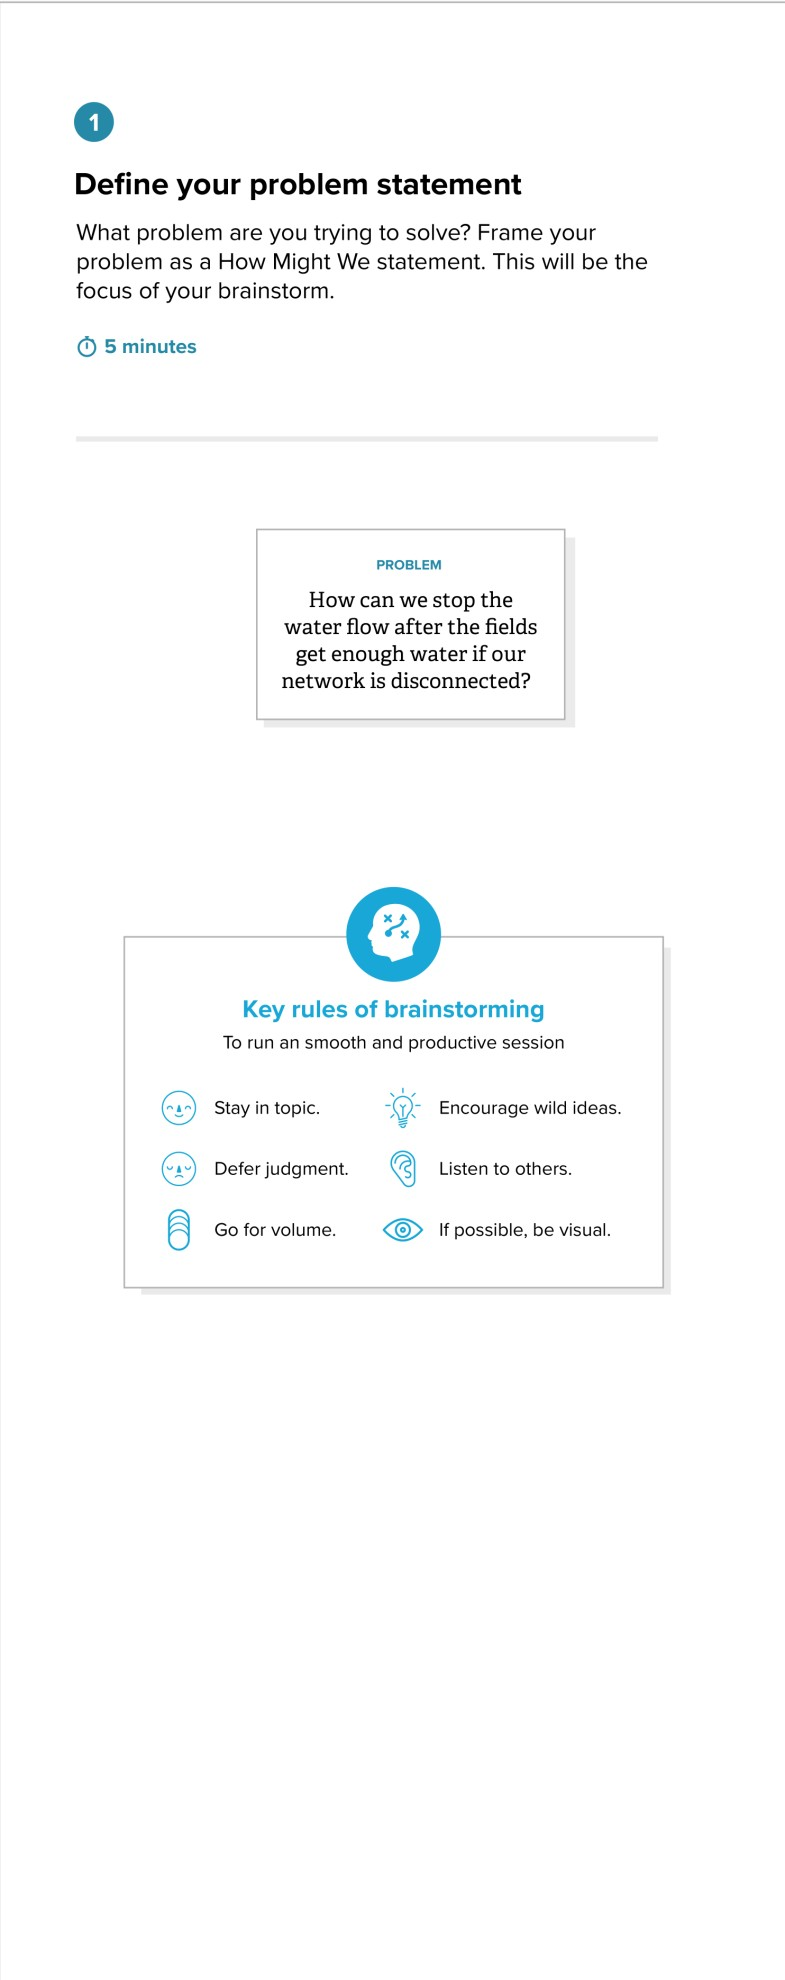 1
Define your problem statement
What problem are you trying to solve? Frame your
problem as a How Might We statement. This will be the
focus of your brainstorm.
5 minutes
PROBLEM
How can we stop the
water flow after the fields
get enough water if our
network is disconnected?
Key rules of brainstorming
To run an smooth and productive session
Stay in topic.
Encourage wild ideas.
Defer judgment.
Listen to others.
Go for volume.
If possible, be visual.